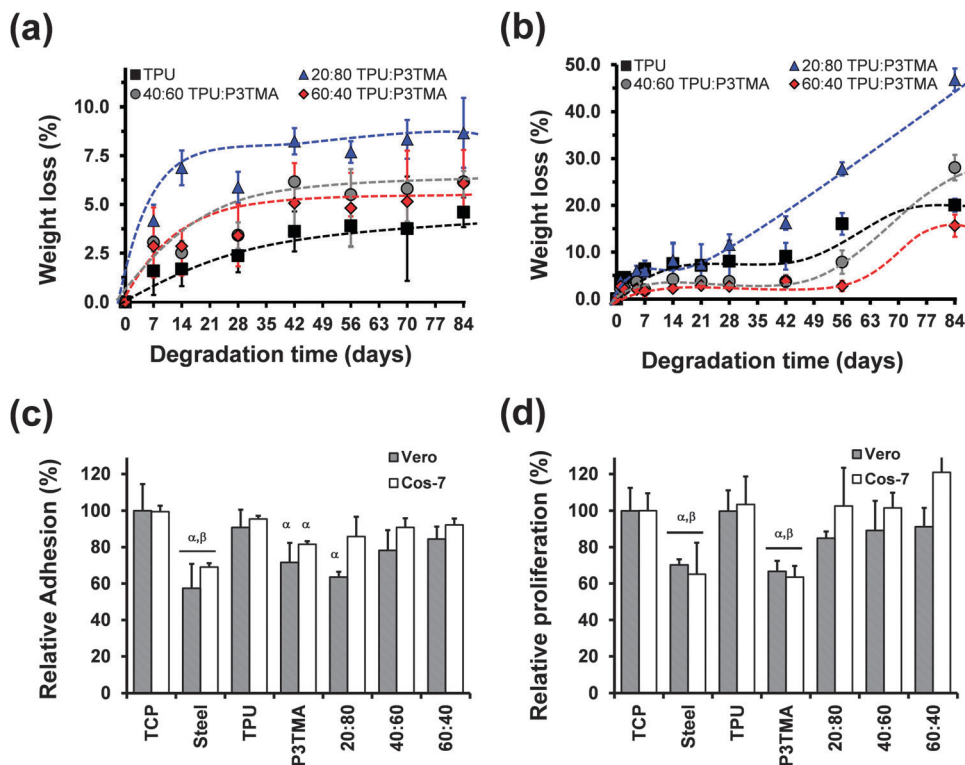 (a)
TPU
20:80 TPU:P3TMA
40:60 TPU:P3TMA
60:40 TPU:P3TMA
Weight loss (%)
10.0
7.5
5.0
2.5
0.0
0 7 14 21 28 35 42 49 56 63 70 77 84
Degradation time (days)
(b)
TPU
20:80 TPU:P3TMA
40:60 TPU:P3TMA
60:40 TPU:P3TMA
Weight loss (%)
50.0
40.0
30.0
20.0
10.0
0.0
0 7 14 21 28 35 42 49 56 63 70 77 84
Degradation time (days)
(c)
Vero
Cos-7
Relative Adhesion (%)
120
100
80
60
40
20
0
α,β
α α
α
TCP
Steel
TPU
P3TMA
20:80
40:60
60:40
(d)
Vero
Cos-7
Relative proliferation (%)
120
100
80
60
40
20
0
α,β
α,β
TCP
Steel
TPU
P3TMA
20:80
40:60
60:40